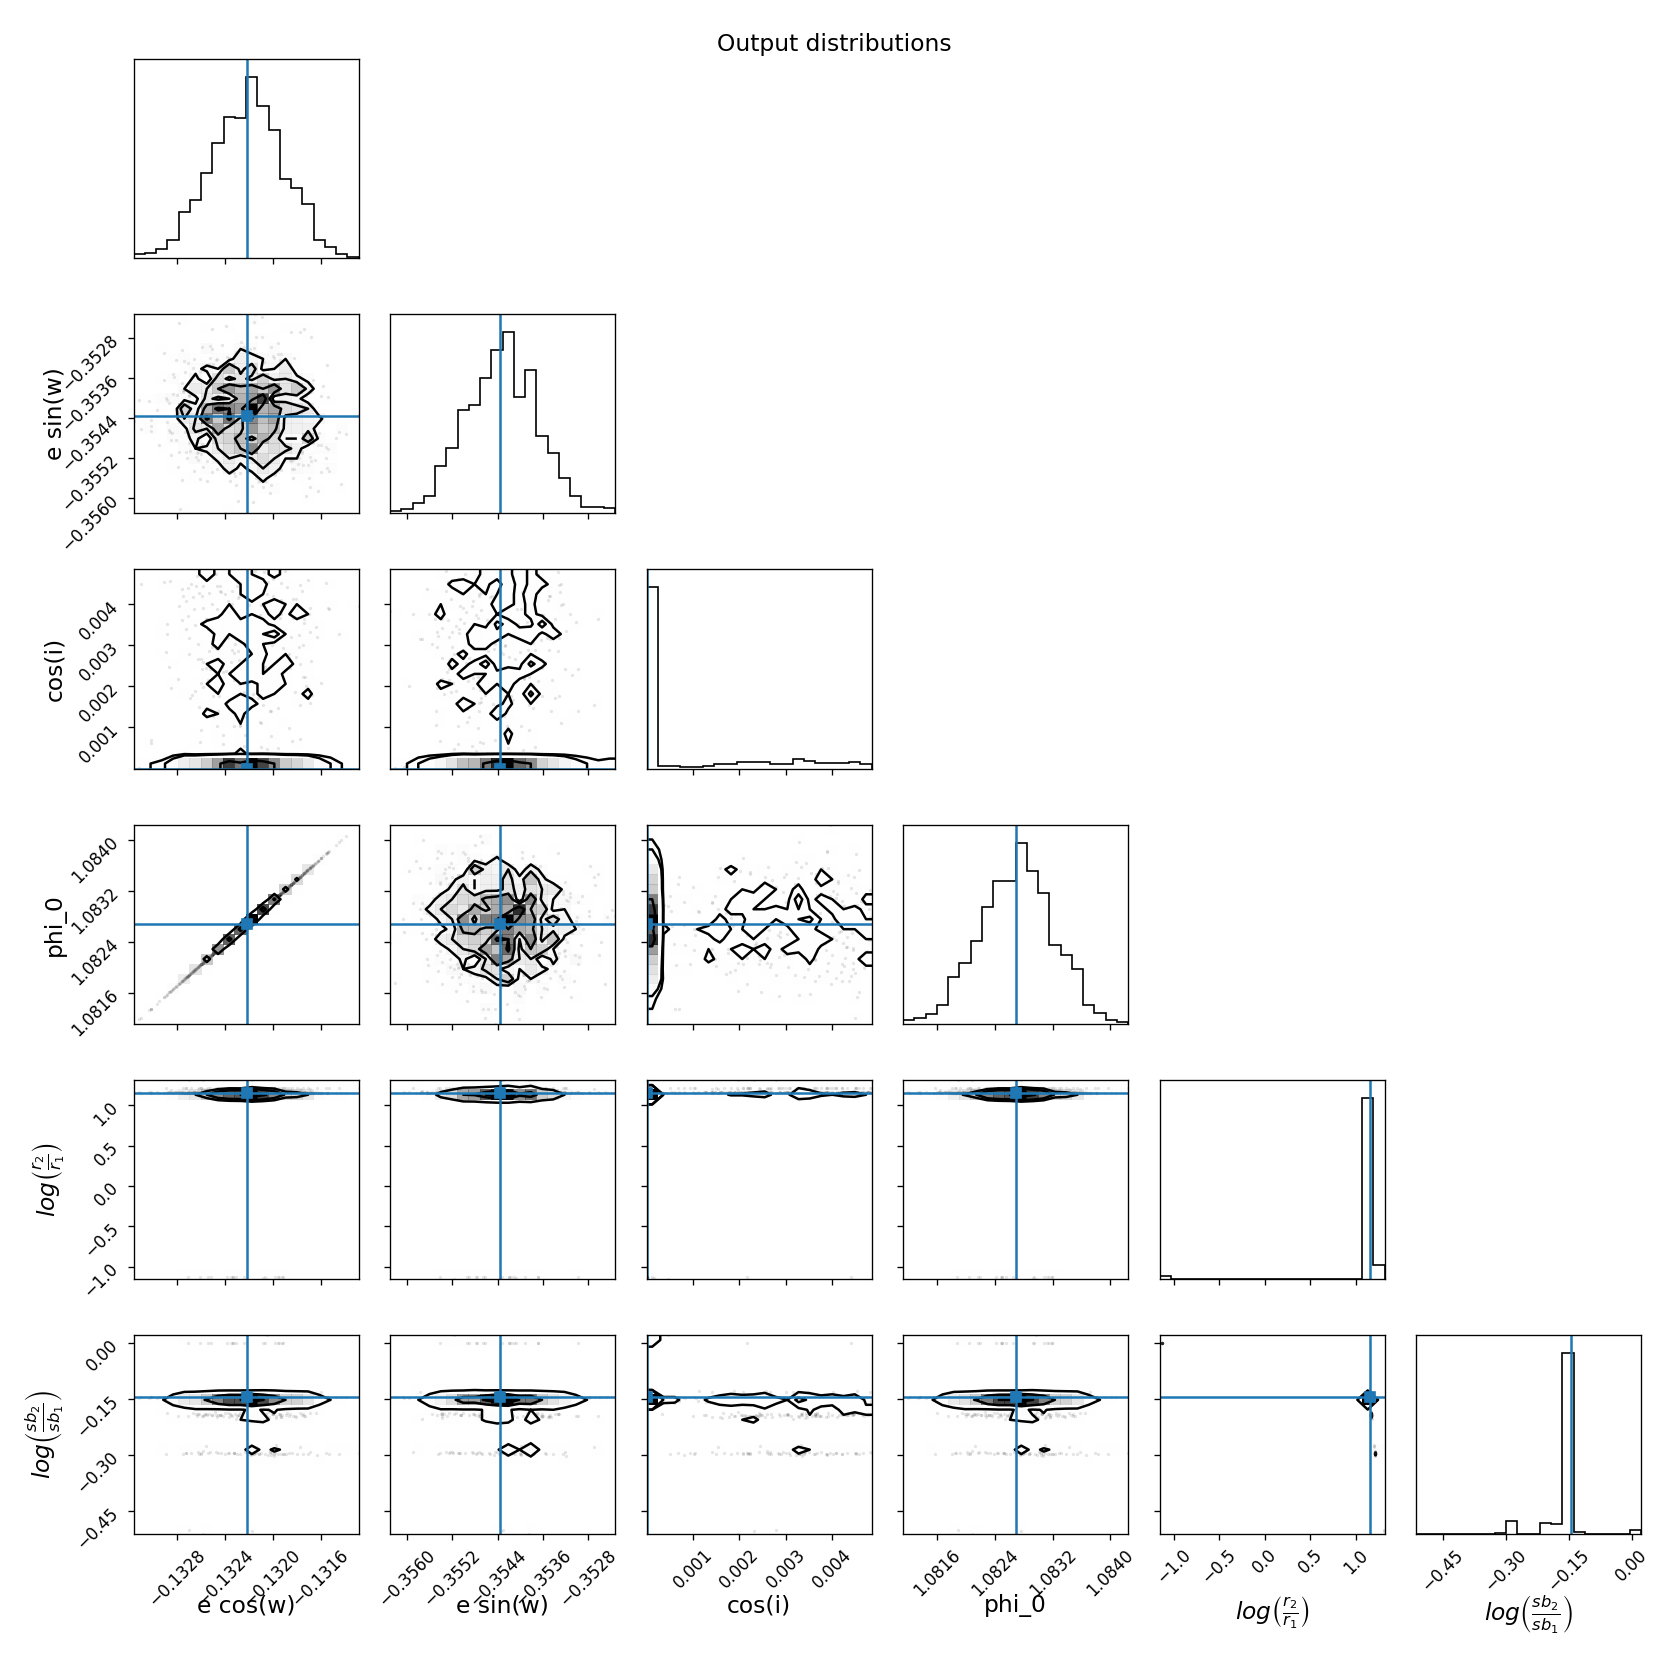 Output distributions
e sin(w)
−0.3528
−0.3536
−0.3544
−0.3552
−0.3560
cos(i)
0.004
0.003
0.002
0.001
phi_0
1.0840
1.0832
1.0824
1.0816
log(r₂/r₁)
1.0
0.5
0.0
−0.5
−1.0
log(sb₂/sb₁)
0.00
−0.15
−0.30
−0.45
−0.1328 −0.1324 −0.1320 −0.1316
e cos(w)
−0.3560 −0.3552 −0.3544 −0.3536 −0.3528
e sin(w)
0.001 0.002 0.003 0.004
cos(i)
1.0816 1.0824 1.0832 1.0840
phi_0
−1.0 −0.5 0.0 0.5 1.0
log(r₂/r₁)
−0.45 −0.30 −0.15 0.00
log(sb₂/sb₁)